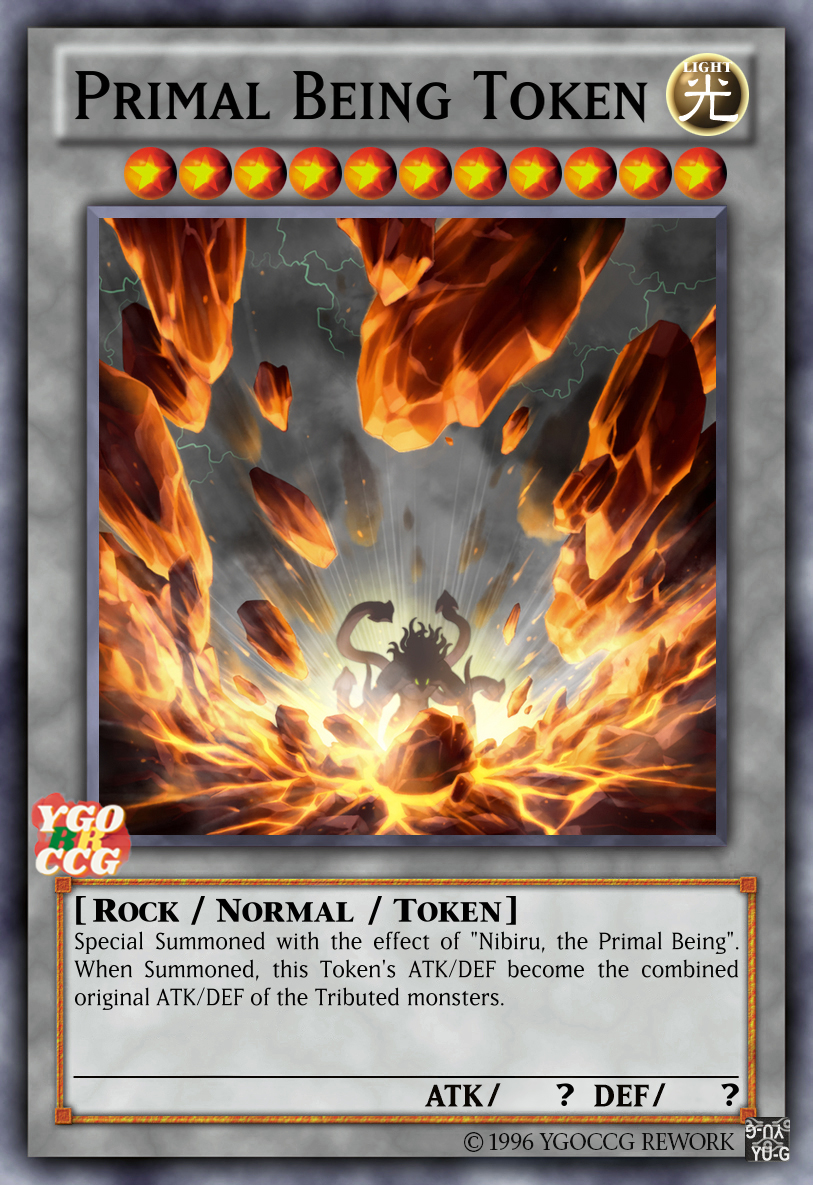 Primal Being Token
LIGHT
光
YGO
RR
CCG
[ Rock / Normal / Token ]
Special Summoned with the effect of "Nibiru, the Primal Being".
When Summoned, this Token's ATK/DEF become the combined
original ATK/DEF of the Tributed monsters.
ATK/ ? DEF/ ?
© 1996 YGOCCG REWORK
YU-G